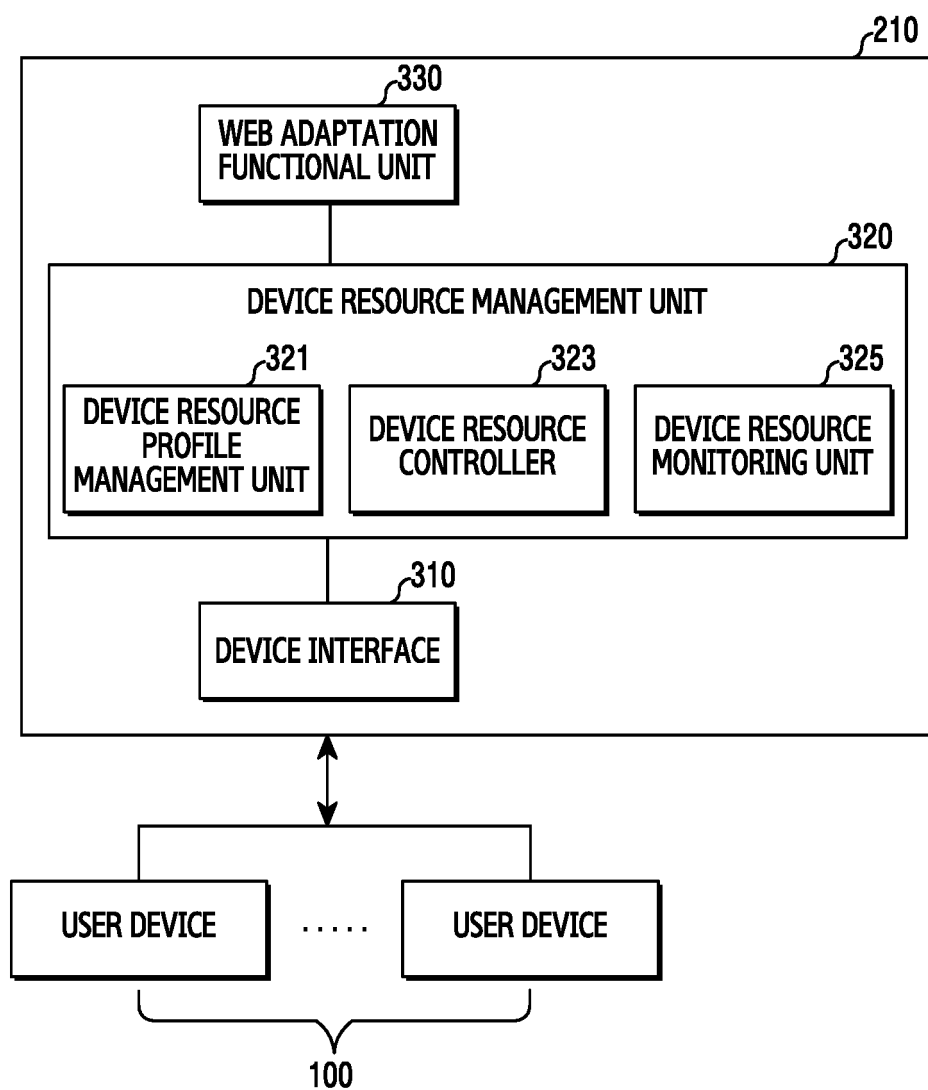 210
330
WEB ADAPTATION
FUNCTIONAL UNIT
320
DEVICE RESOURCE MANAGEMENT UNIT
321
323
325
DEVICE RESOURCE
PROFILE
MANAGEMENT UNIT
DEVICE RESOURCE
CONTROLLER
DEVICE RESOURCE
MONITORING UNIT
310
DEVICE INTERFACE
USER DEVICE
.....
USER DEVICE
100